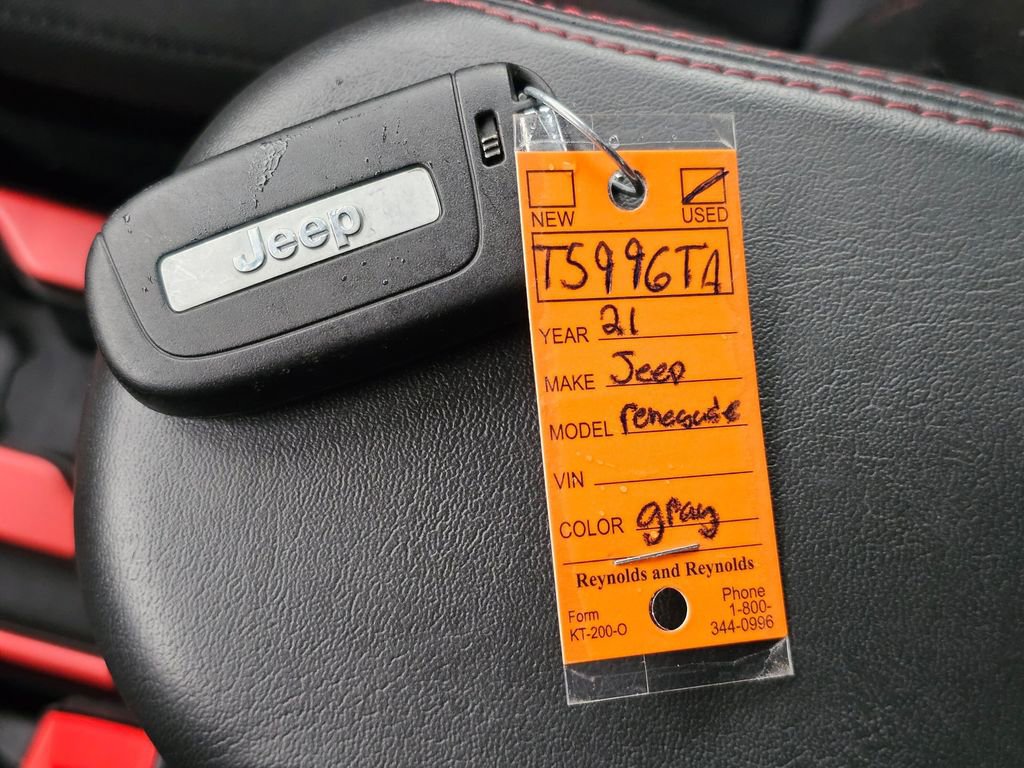 Jeep
NEW USED
T5996TA
YEAR 21
MAKE Jeep
MODEL renegade
VIN
COLOR gray
Reynolds and Reynolds
Form
KT-200-O
Phone
1-800-
344-0996